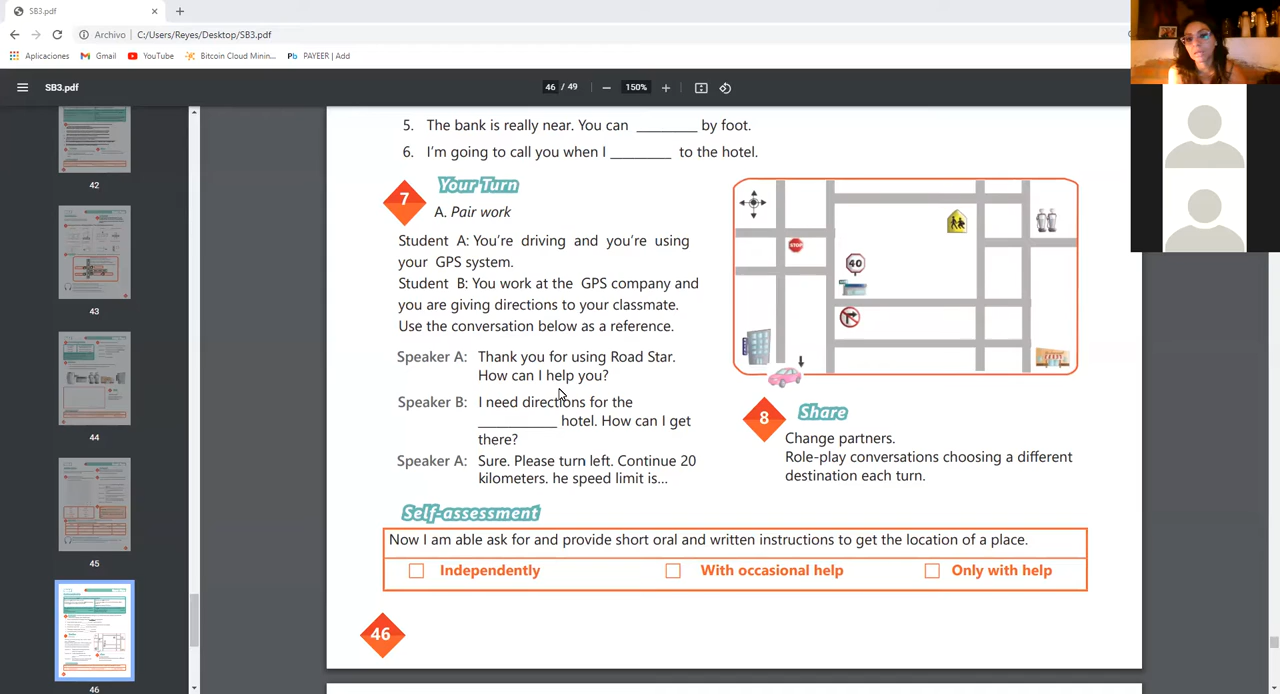 SB3.pdf
Archivo
C:/Users/Reyes/Desktop/SB3.pdf
Aplicaciones
Gmail
YouTube
Bitcoin Cloud Minin...
Pb PAYEER | Add
SB3.pdf
46 / 49
150%
42
43
44
45
46
5. The bank is really near. You can ________ by foot.
6. I'm going to call you when I ________ to the hotel.
7 Your Turn
A. Pair work
Student A: You're driving and you're using
your GPS system.
Student B: You work at the GPS company and
you are giving directions to your classmate.
Use the conversation below as a reference.
Speaker A: Thank you for using Road Star.
How can I help you?
Speaker B: I need directions for the
__________ hotel. How can I get
there?
Speaker A: Sure. Please turn left. Continue 20
kilometers. he speed limit is...
STOP
40
8 Share
Change partners.
Role-play conversations choosing a different
destination each turn.
Self-assessment
Now I am able ask for and provide short oral and written instructions to get the location of a place.
Independently
With occasional help
Only with help
46